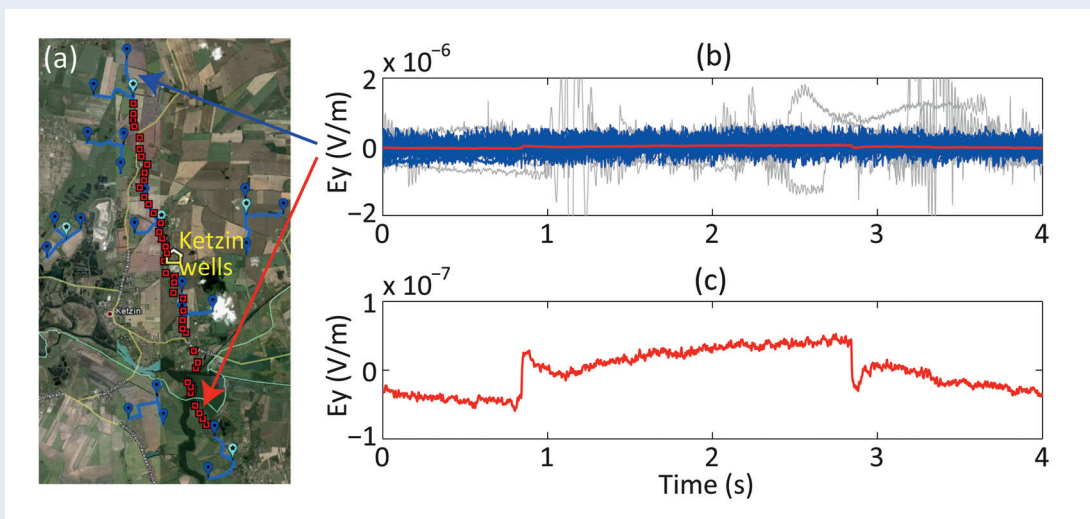 (a)
Ketzin
wells
Ketzin
(b)
x 10⁻⁶
Ey (V/m)
2
0
−2
0
1
2
3
4
(c)
x 10⁻⁷
Ey (V/m)
1
0
−1
0
1
2
3
4
Time (s)